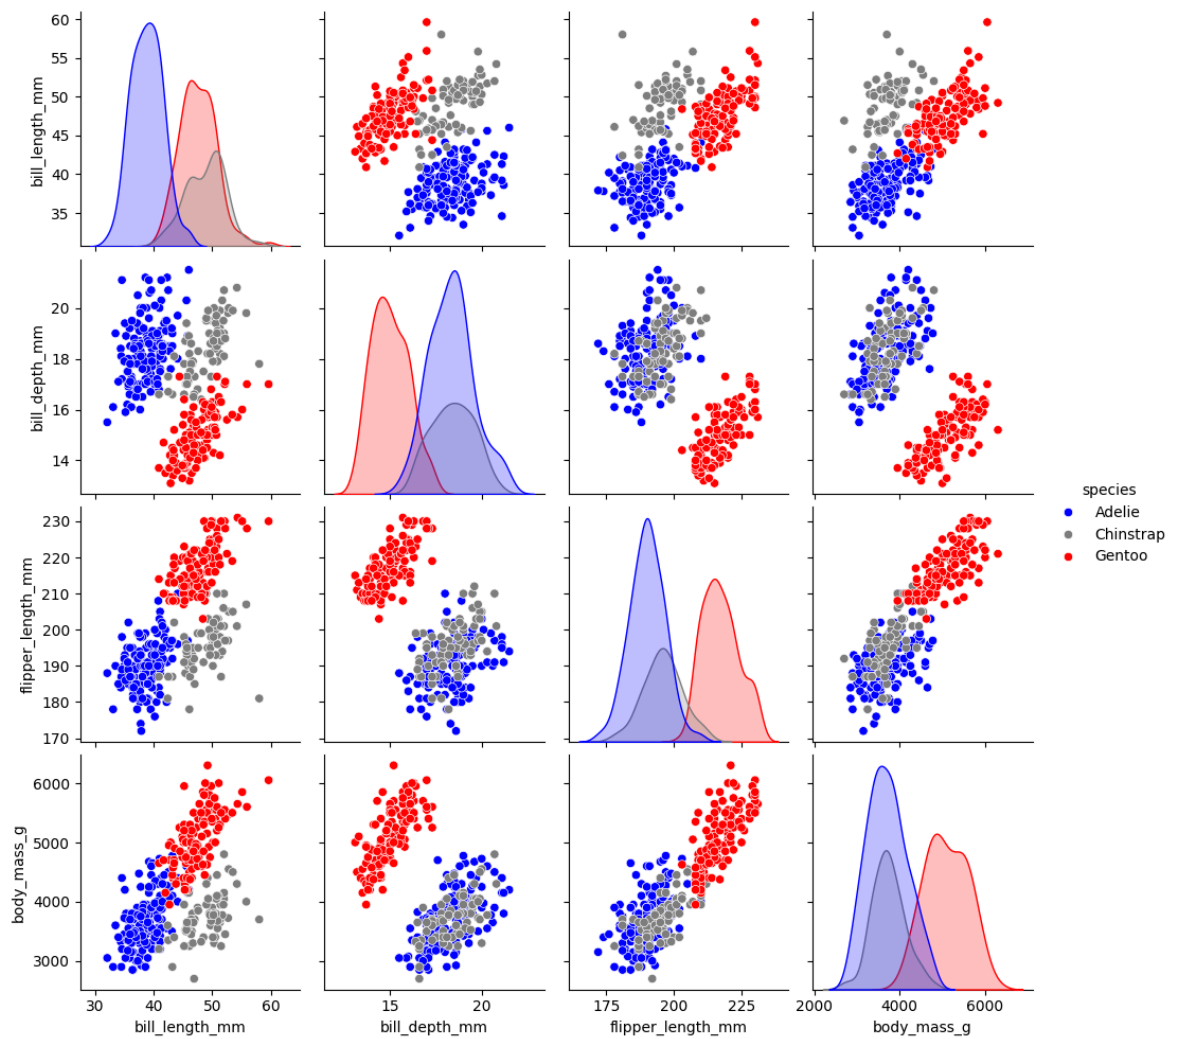 60
55
50
45
40
35
bill_length_mm
20
18
16
14
bill_depth_mm
species
Adelie
Chinstrap
Gentoo
230
220
210
200
190
180
170
flipper_length_mm
6000
5000
4000
3000
body_mass_g
30 40 50 60
15 20
175 200 225
2000 4000 6000
bill_length_mm
bill_depth_mm
flipper_length_mm
body_mass_g